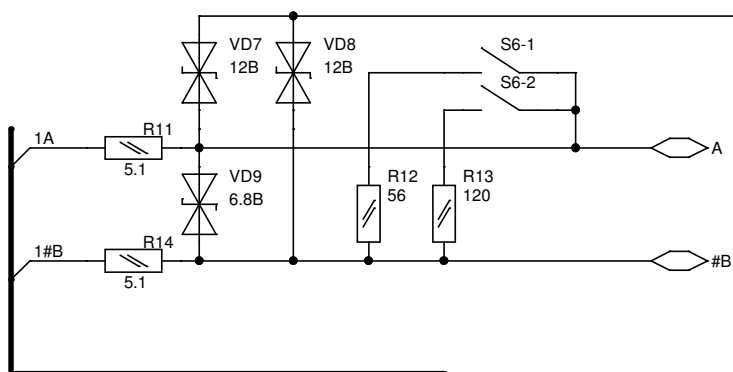 VD7
12В
VD8
12В
S6-1
S6-2
1A
R11
5.1
A
VD9
6.8В
R12
56
R13
120
1#B
R14
5.1
#B